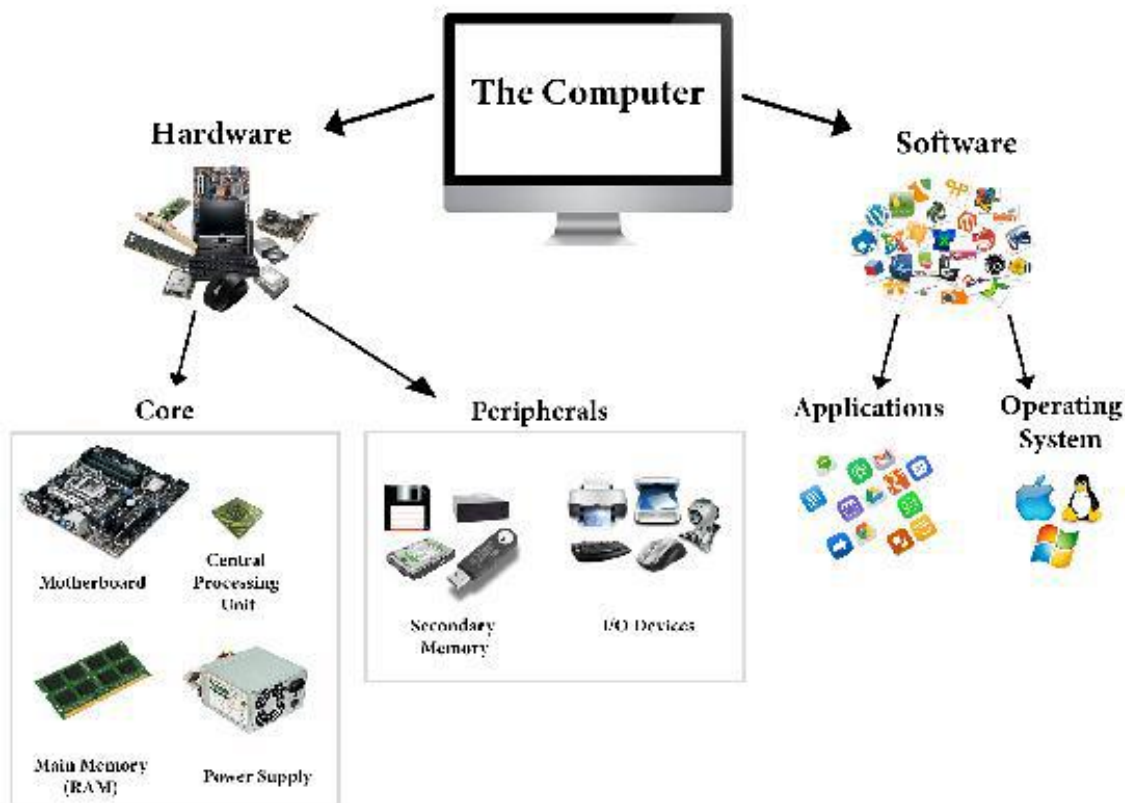 The Computer
Hardware
Software
Core
Peripherals
Applications
Operating
System
Motherboard
Central
Processing
Unit
Main Memory
(RAM)
Power Supply
Secondary
Memory
I/O Devices